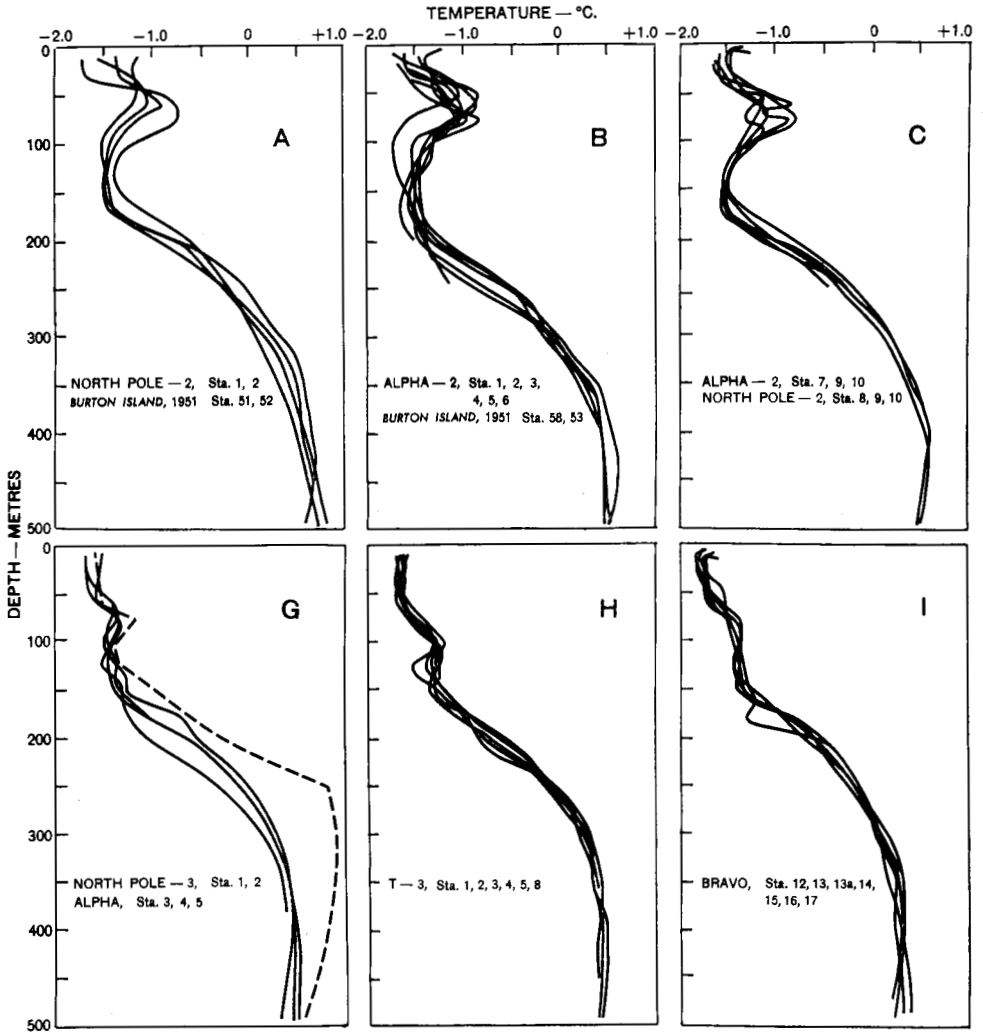 TEMPERATURE — °C.
-2.0 -1.0 0 +1.0 -2.0 -1.0 0 +1.0 -2.0 -1.0 0 +1.0
0
100
200
300
400
500
A
NORTH POLE — 2, Sta. 1, 2
BURTON ISLAND, 1951 Sta. 51, 52
B
ALPHA — 2, Sta. 1, 2, 3,
4, 5, 6
BURTON ISLAND, 1951 Sta. 58, 53
C
ALPHA — 2, Sta. 7, 9, 10
NORTH POLE — 2, Sta. 8, 9, 10
DEPTH — METRES
0
100
200
300
400
500
G
NORTH POLE — 3, Sta. 1, 2
ALPHA, Sta. 3, 4, 5
H
T — 3, Sta. 1, 2, 3, 4, 5, 8
I
BRAVO, Sta. 12, 13, 13a, 14,
15, 16, 17